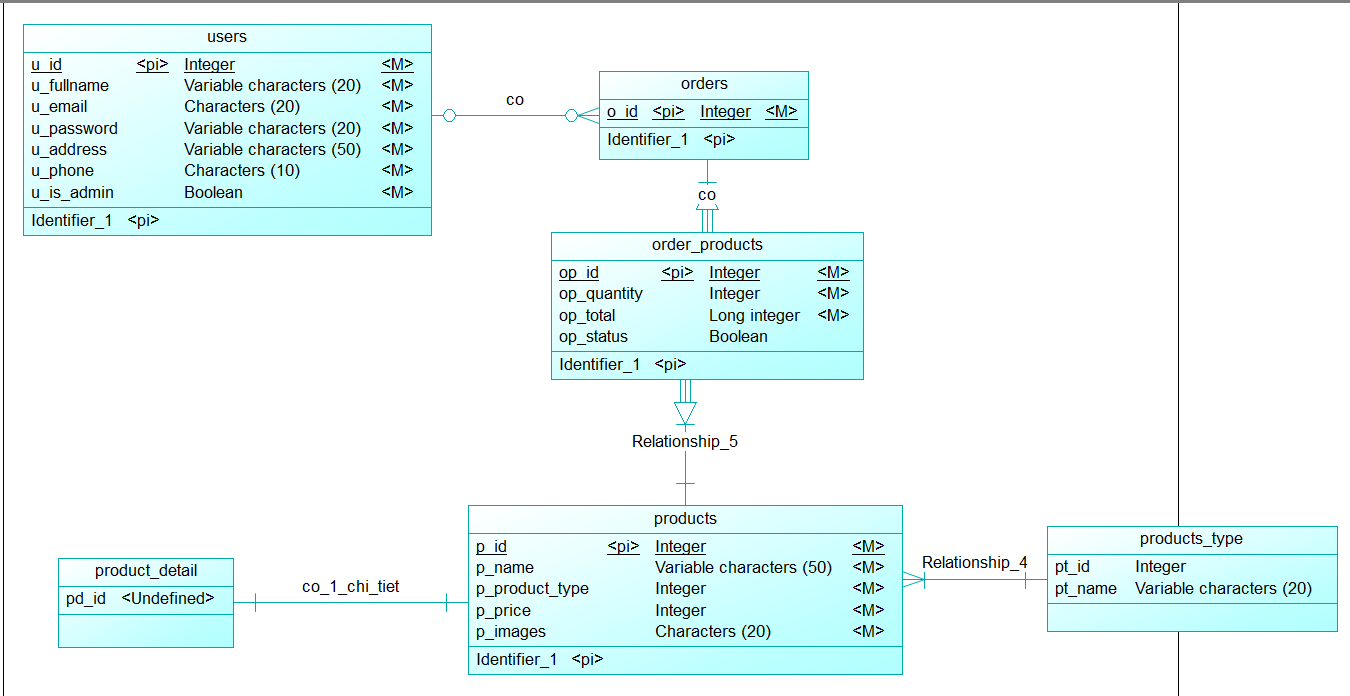 users
u_id <pi> Integer <M>
u_fullname Variable characters (20) <M>
u_email Characters (20) <M>
u_password Variable characters (20) <M>
u_address Variable characters (50) <M>
u_phone Characters (10) <M>
u_is_admin Boolean <M>
Identifier_1 <pi>
co
orders
o_id <pi> Integer <M>
Identifier_1 <pi>
co
order_products
op_id <pi> Integer <M>
op_quantity Integer <M>
op_total Long integer <M>
op_status Boolean
Identifier_1 <pi>
Relationship_5
products
p_id <pi> Integer <M>
p_name Variable characters (50) <M>
p_product_type Integer <M>
p_price Integer <M>
p_images Characters (20) <M>
Identifier_1 <pi>
product_detail
pd_id <Undefined>
co_1_chi_tiet
Relationship_4
products_type
pt_id Integer
pt_name Variable characters (20)